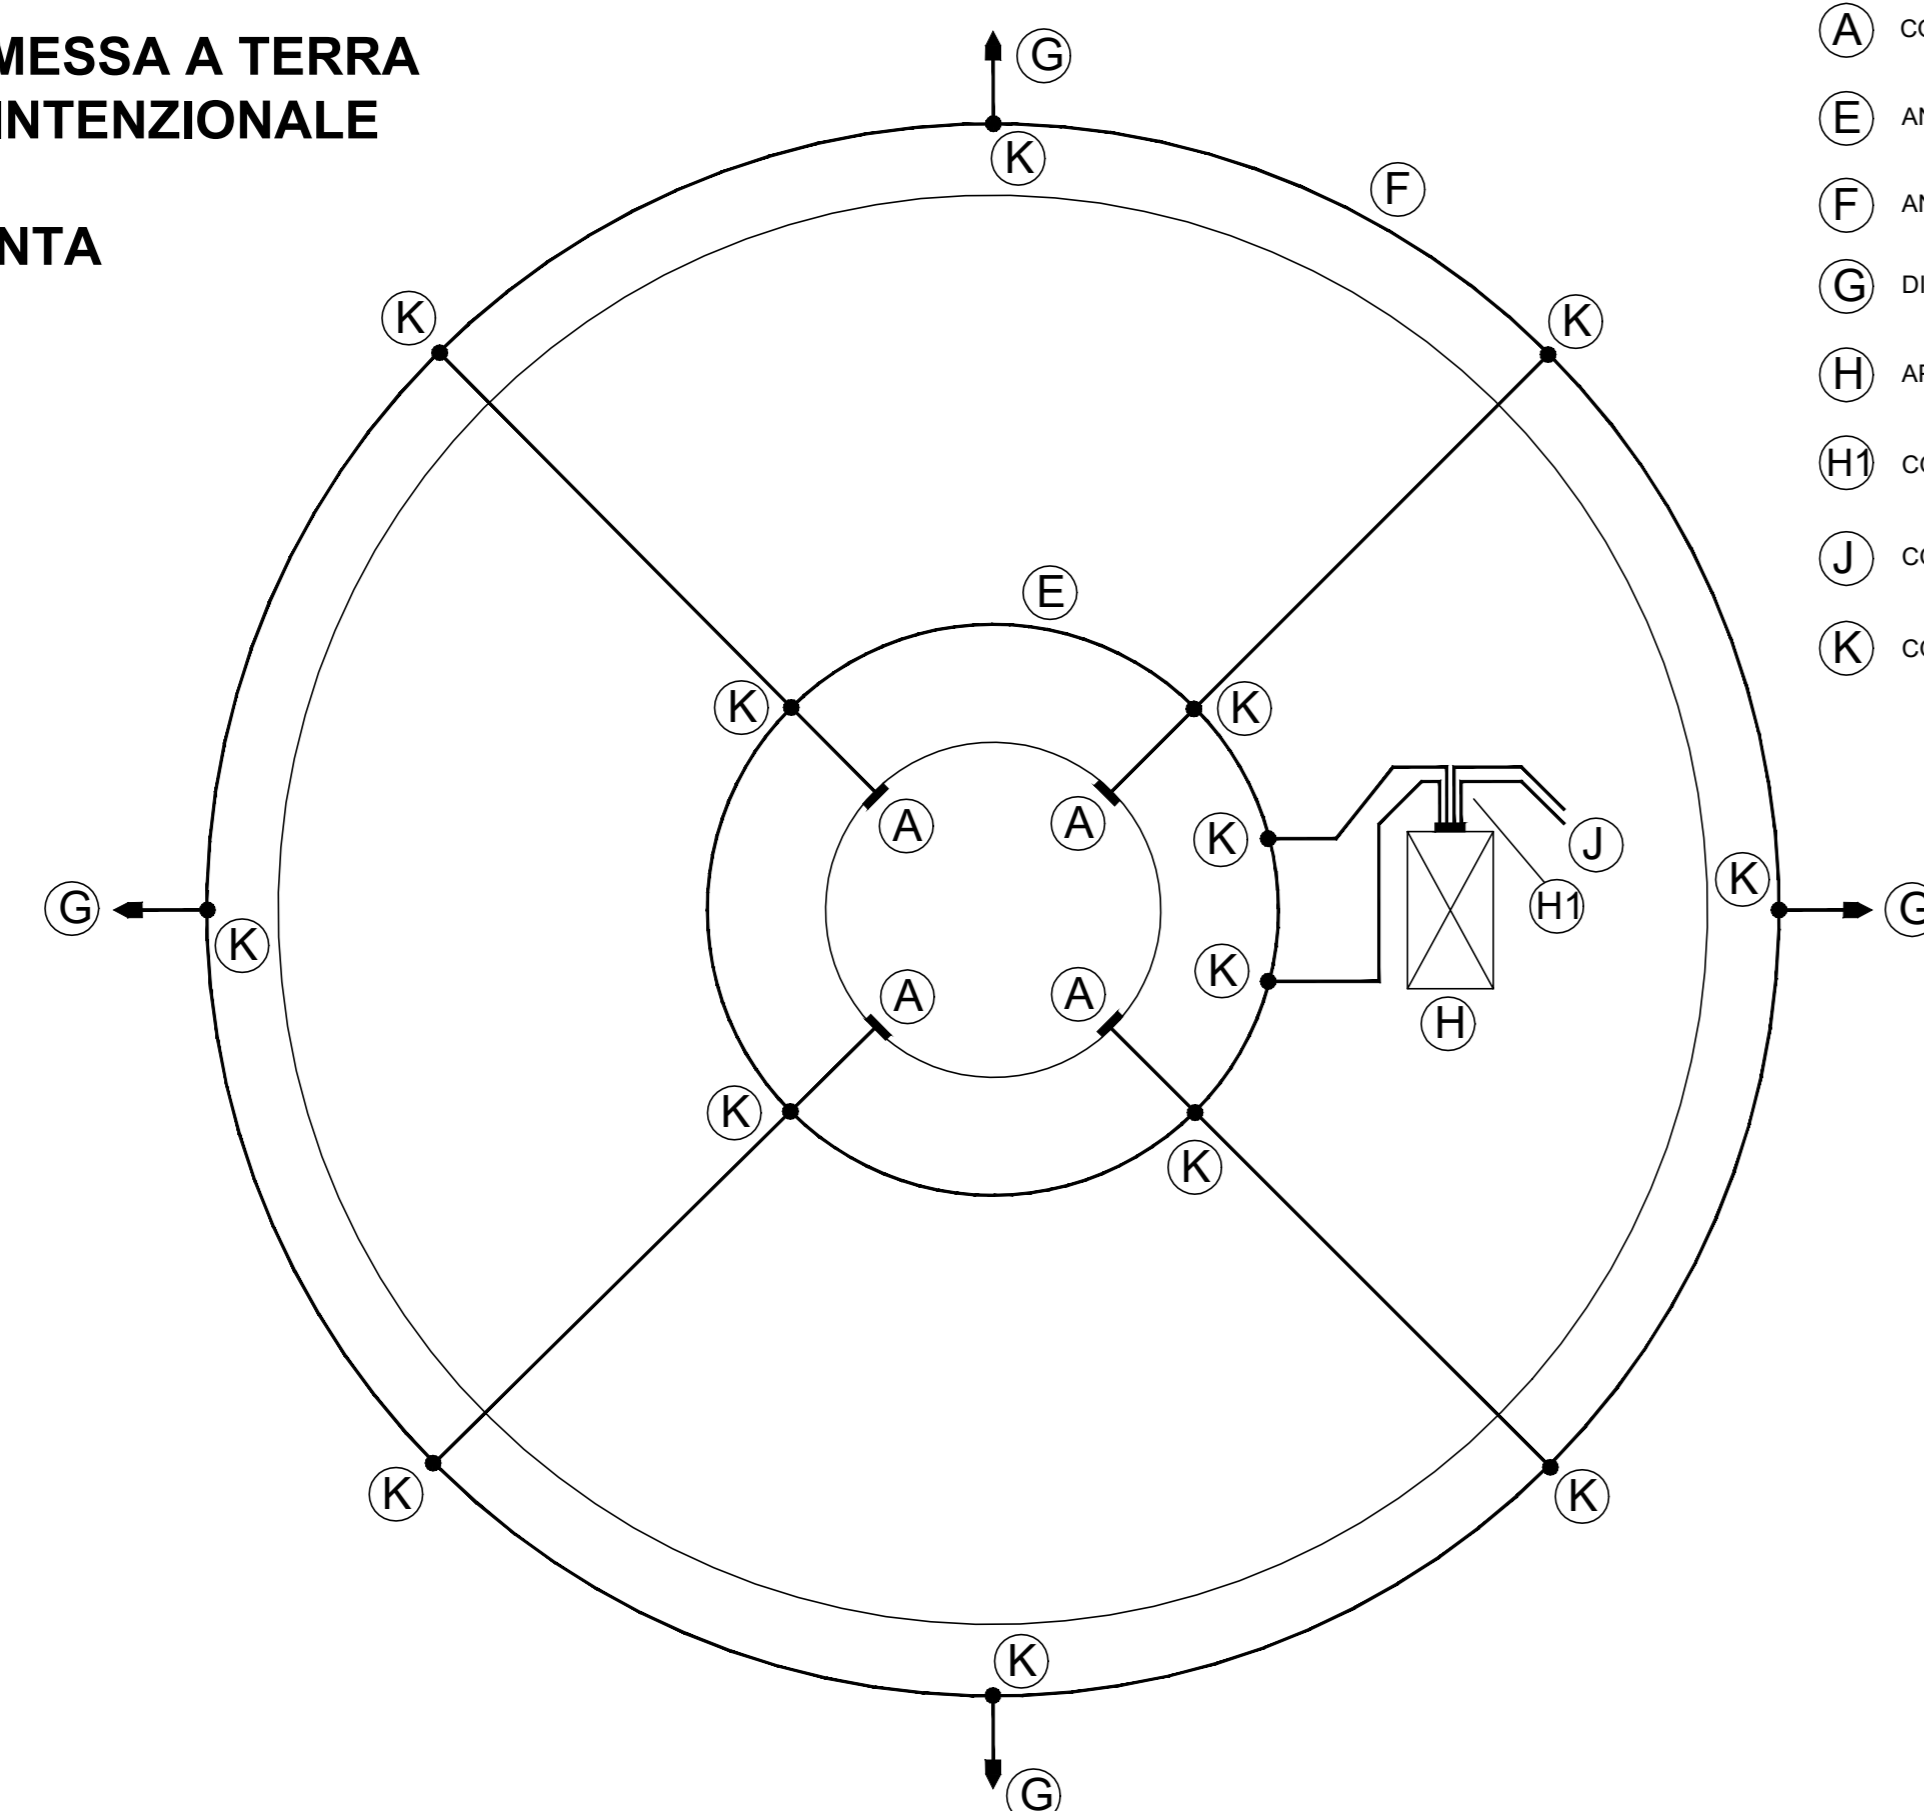 MESSA A TERRA
INTENZIONALE
NTA
A CO
E AN
F AN
G DI
H AP
H1 CO
J CO
K CO
G
K
F
K
K
E
K
K
A
A
K
J
K
G
K
H1
G
K
A
A
K
H
K
K
K
K
K
G